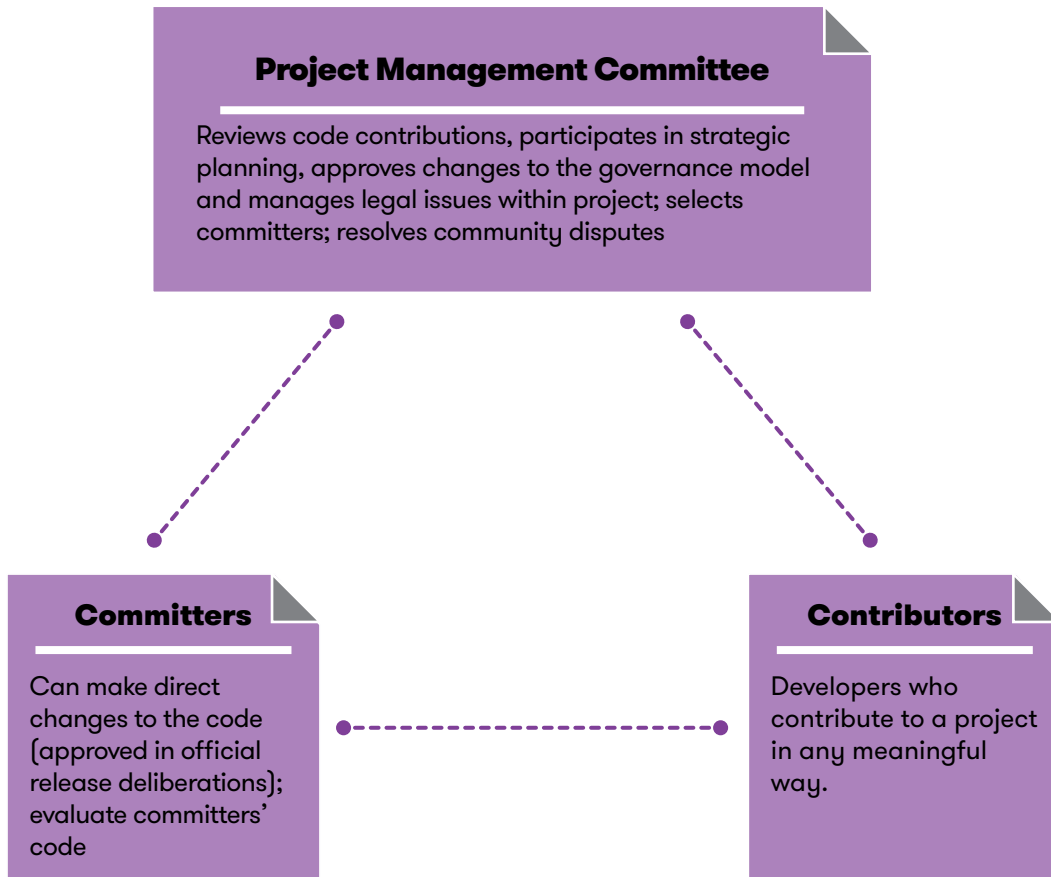 Project Management Committee
Reviews code contributions, participates in strategic
planning, approves changes to the governance model
and manages legal issues within project; selects
committers; resolves community disputes
Committers
Can make direct
changes to the code
(approved in official
release deliberations);
evaluate committers’
code
Contributors
Developers who
contribute to a project
in any meaningful
way.